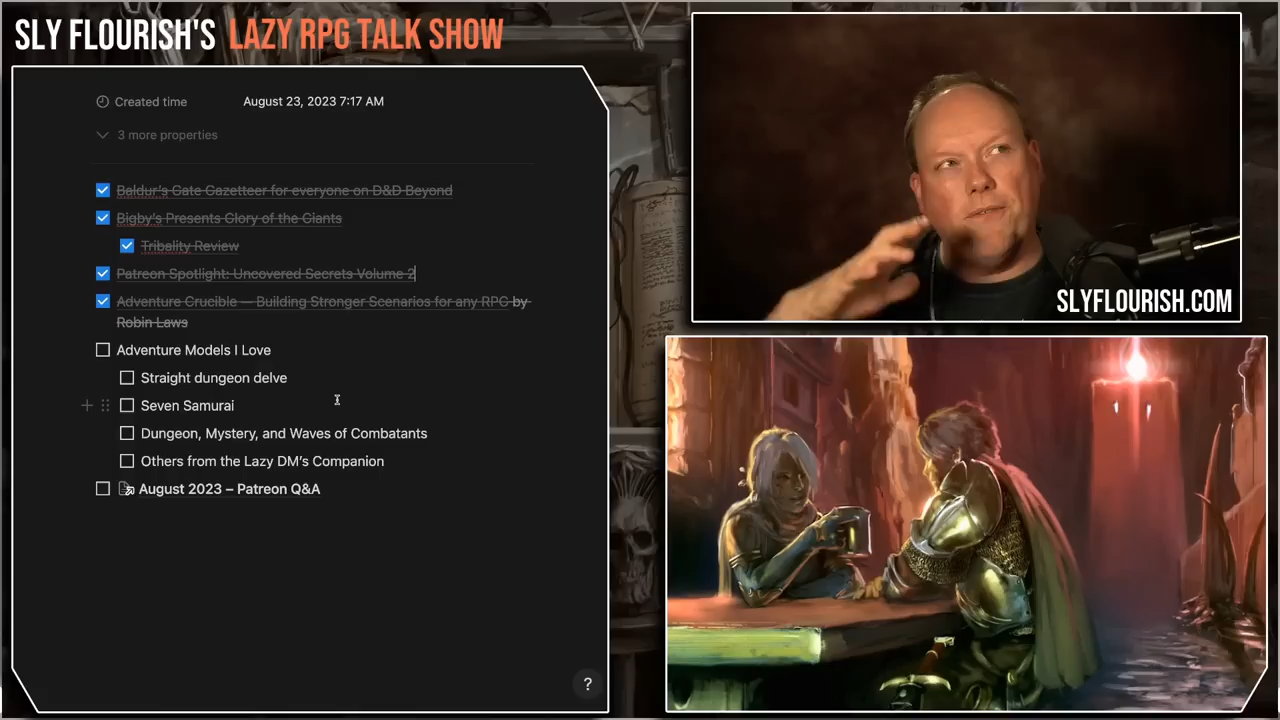 SLY FLOURISH'S LAZY RPG TALK SHOW
Created time August 23, 2023 7:17 AM
3 more properties
Baldur's Gate Gazetteer for everyone on D&D Beyond
Bigby's Presents Glory of the Giants
Tribality Review
Patreon Spotlight: Uncovered Secrets Volume 2
Adventure Crucible — Building Stronger Scenarios for any RPG by
Robin Laws
Adventure Models I Love
Straight dungeon delve
Seven Samurai
Dungeon, Mystery, and Waves of Combatants
Others from the Lazy DM's Companion
August 2023 – Patreon Q&A
?
SLYFLOURISH.COM